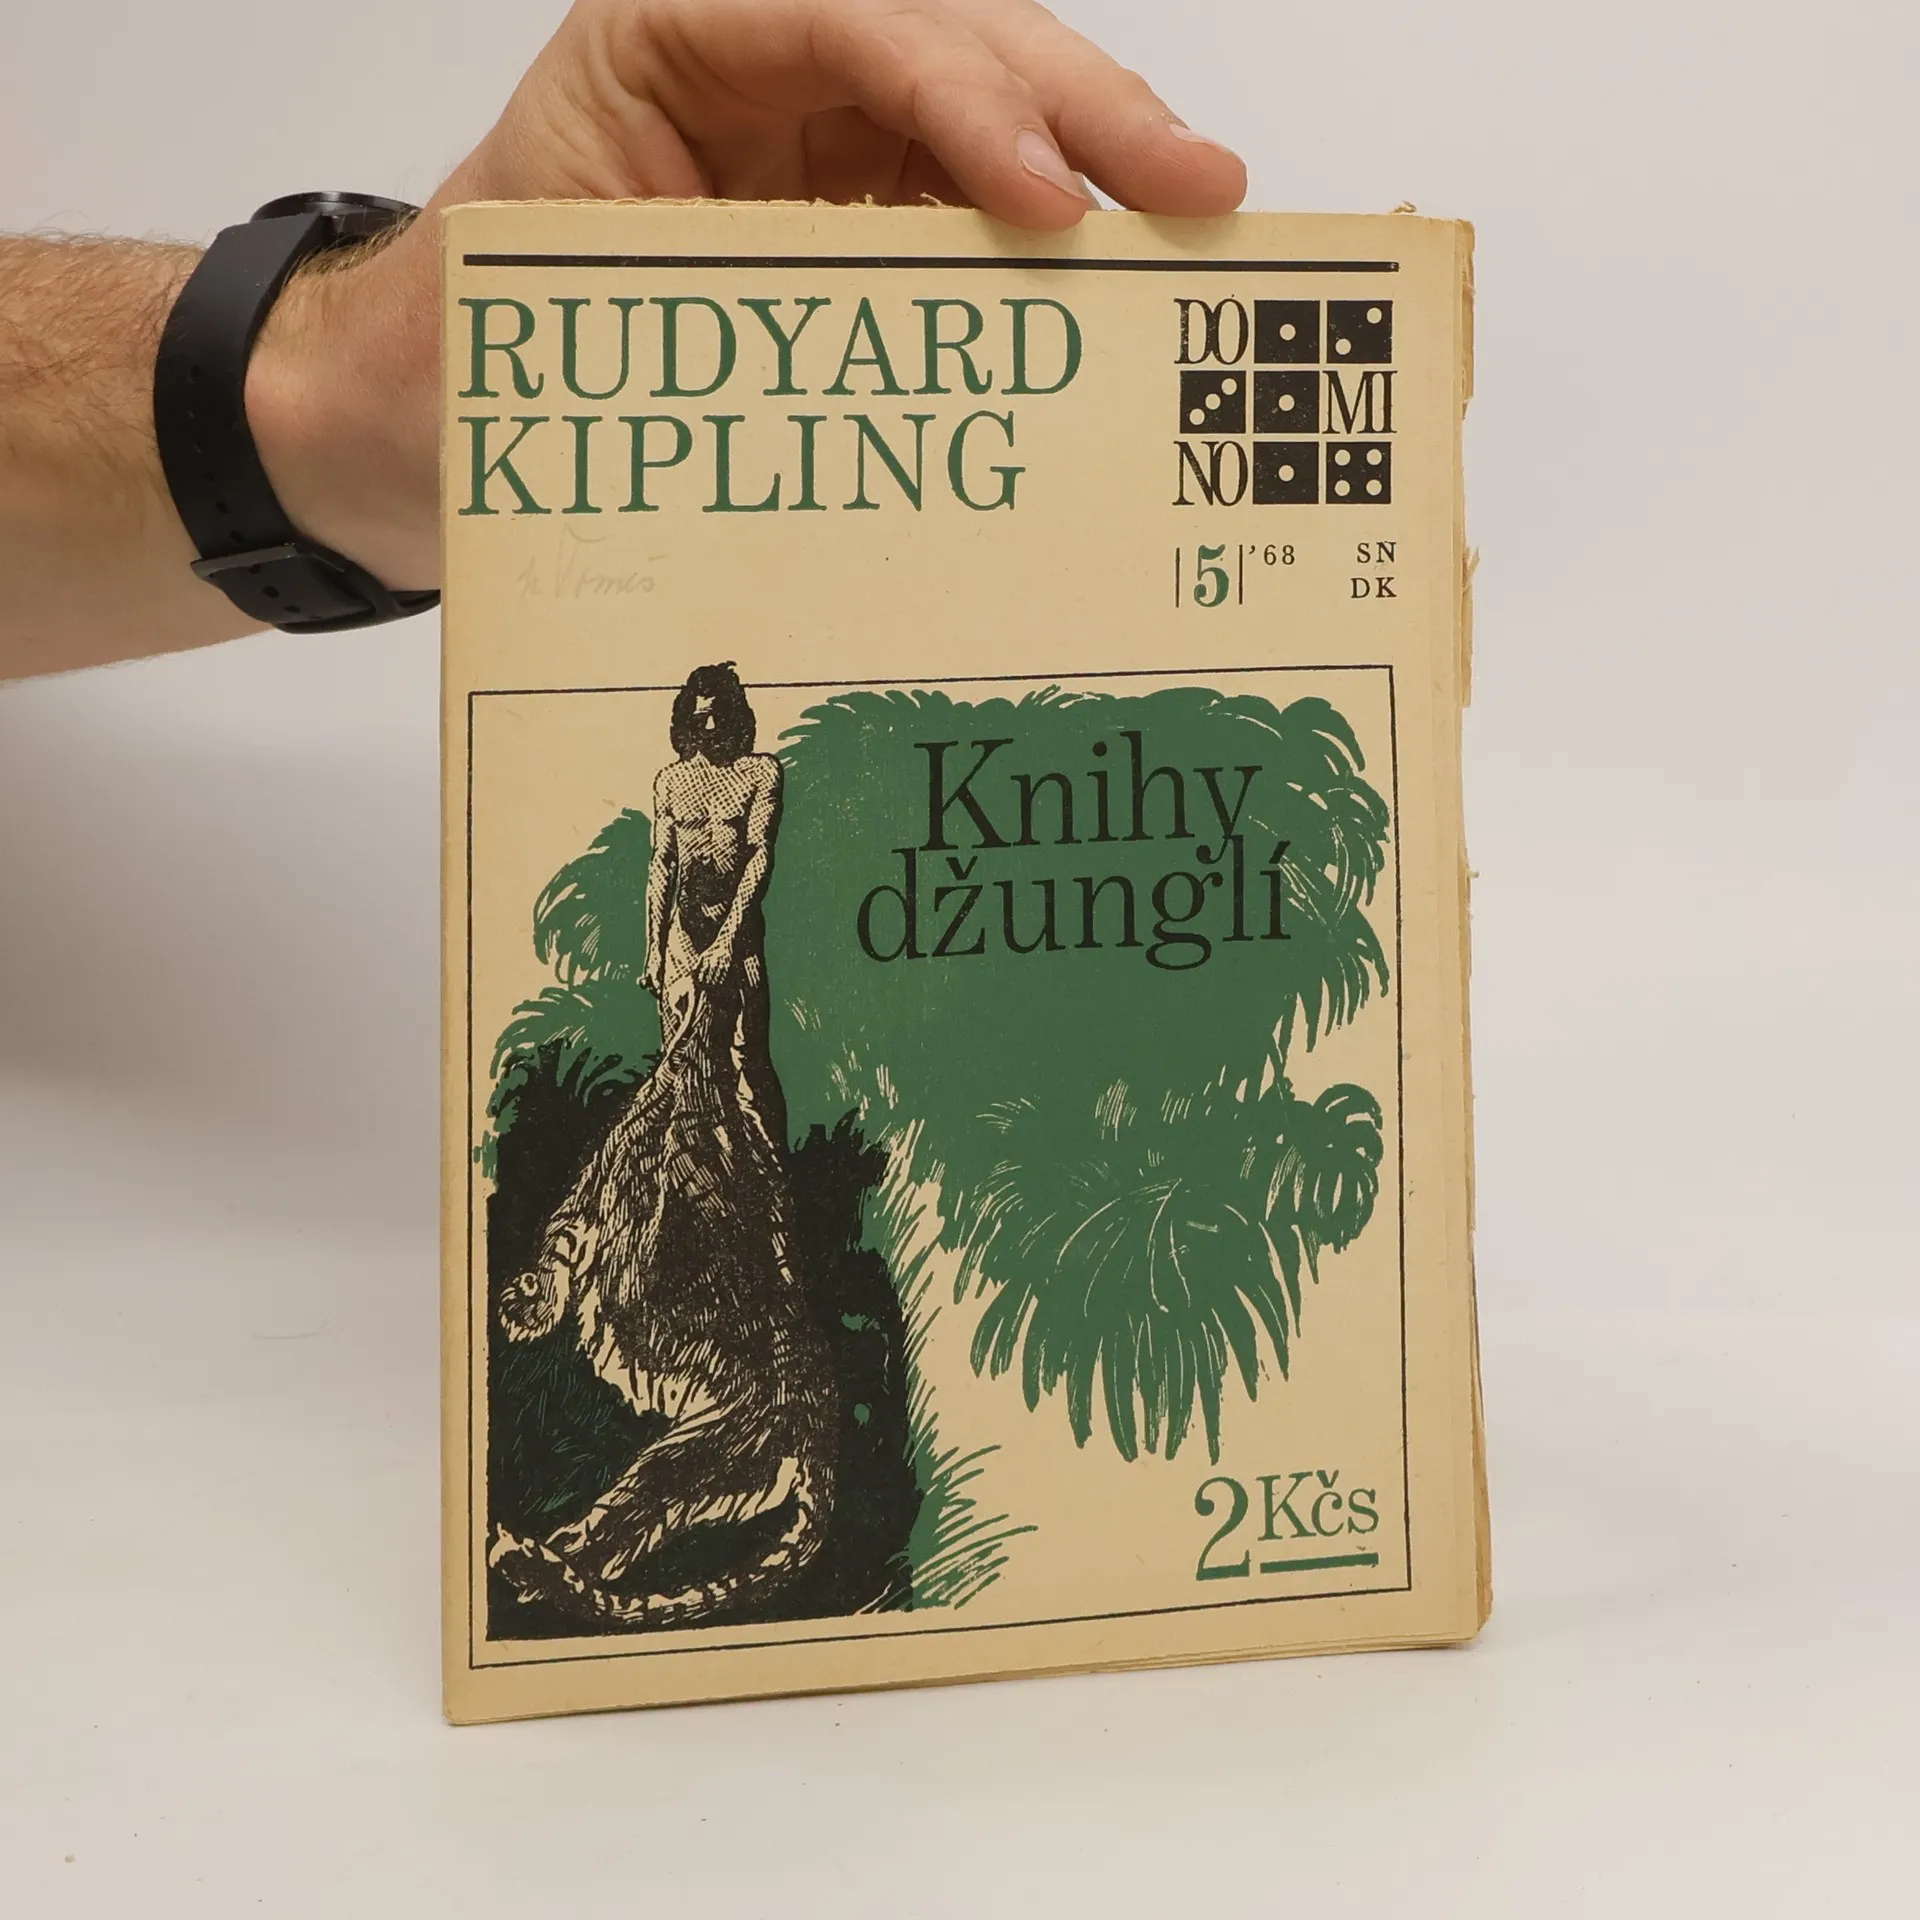 RUDYARD
KIPLING
DO
MI
NO
|5|’68
SN
DK
Knihy
džunglí
2 Kčs